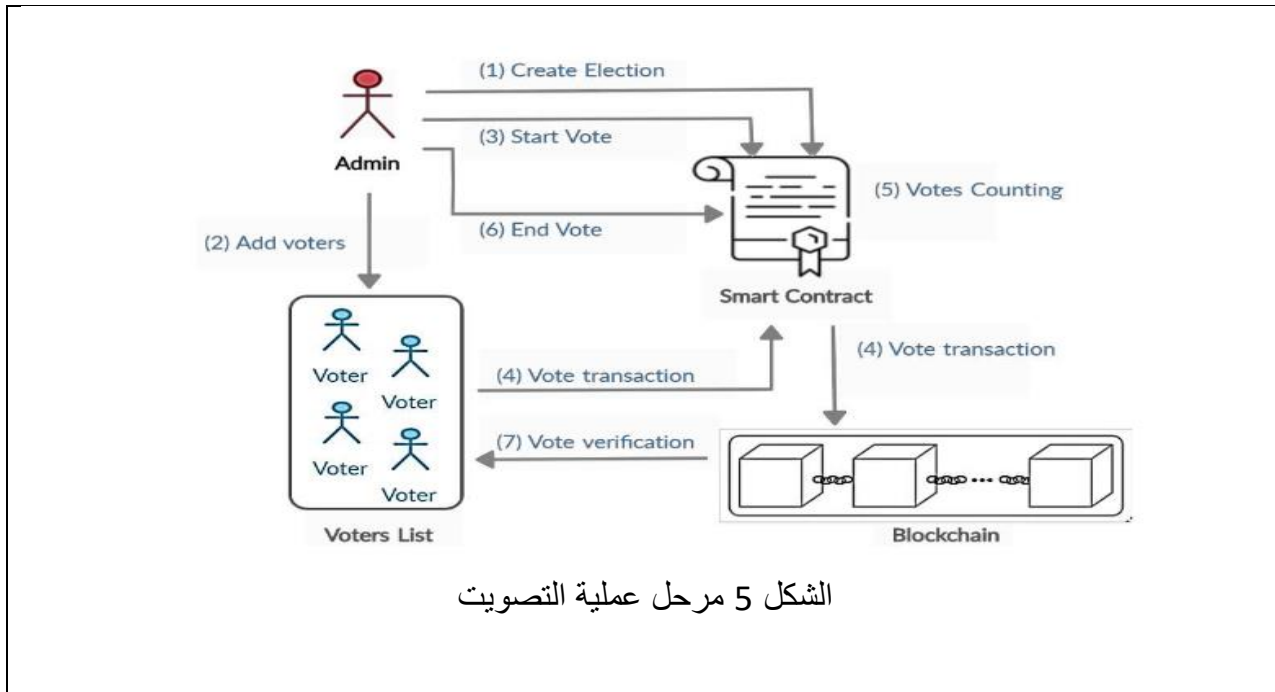 (1) Create Election
(3) Start Vote
Admin
(5) Votes Counting
(6) End Vote
(2) Add voters
Smart Contract
Voter
Voter
(4) Vote transaction
(4) Vote transaction
Voter
Voter
(7) Vote verification
Voters List
Blockchain
الشكل 5 مرحل عملية التصويت